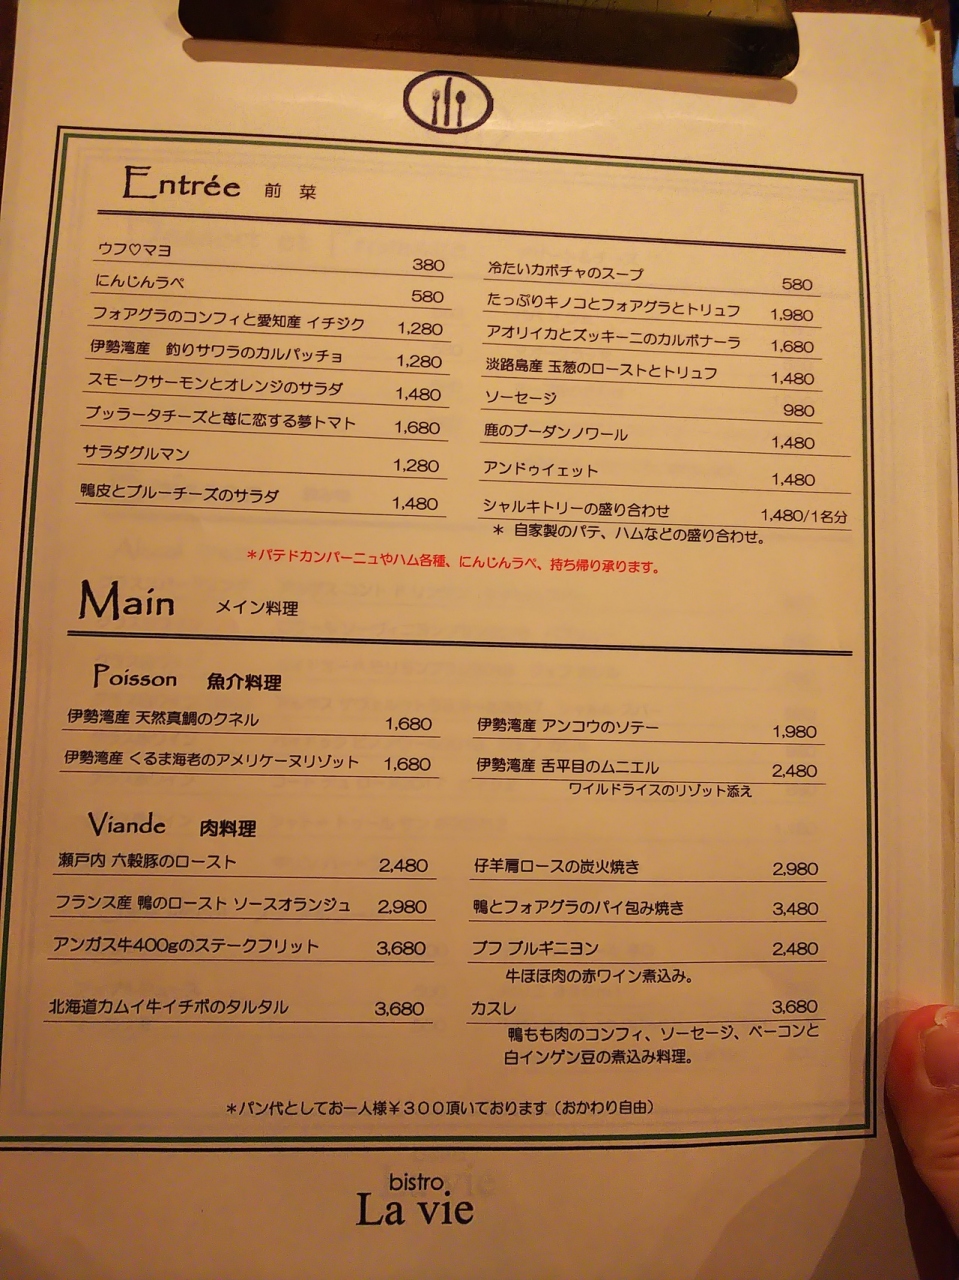 Entrée 前 菜
ウフ♡マヨ 380
にんじんラペ 580
フォアグラのコンフィと愛知産 イチジク 1,280
伊勢湾産　釣りサワラのカルパッチョ 1,280
スモークサーモンとオレンジのサラダ 1,480
ブッラータチーズと苺に恋する夢トマト 1,680
サラダグルマン 1,280
鴨皮とブルーチーズのサラダ 1,480
冷たいカボチャのスープ 580
たっぷりキノコとフォアグラとトリュフ 1,980
アオリイカとズッキーニのカルボナーラ 1,680
淡路島産 玉葱のローストとトリュフ 1,480
ソーセージ 980
鹿のブーダンノワール 1,480
アンドゥイェット 1,480
シャルキトリーの盛り合わせ 1,480/1名分
＊ 自家製のパテ、ハムなどの盛り合わせ。
＊パテドカンパーニュやハム各種、にんじんラペ、持ち帰り承ります。
Main メイン料理
Poisson 魚介料理
伊勢湾産 天然真鯛のクネル 1,680
伊勢湾産 くるま海老のアメリケーヌリゾット 1,680
伊勢湾産 アンコウのソテー 1,980
伊勢湾産 舌平目のムニエル 2,480
ワイルドライスのリゾット添え
Viande 肉料理
瀬戸内 六穀豚のロースト 2,480
フランス産 鴨のロースト ソースオランジュ 2,980
アンガス牛400gのステークフリット 3,680
北海道カムイ牛イチボのタルタル 3,680
仔羊肩ロースの炭火焼き 2,980
鴨とフォアグラのパイ包み焼き 3,480
ブフ ブルギニヨン 2,480
牛ほほ肉の赤ワイン煮込み。
カスレ 3,680
鴨もも肉のコンフィ、ソーセージ、ベーコンと
白インゲン豆の煮込み料理。
＊パン代としてお一人様￥３００頂いております（おかわり自由）
bistro
La vie